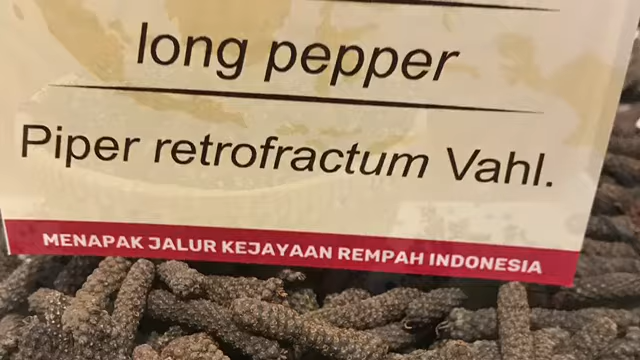 long pepper
Piper retrofractum Vahl.
MENAPAK JALUR KEJAYAAN REMPAH INDONESIA